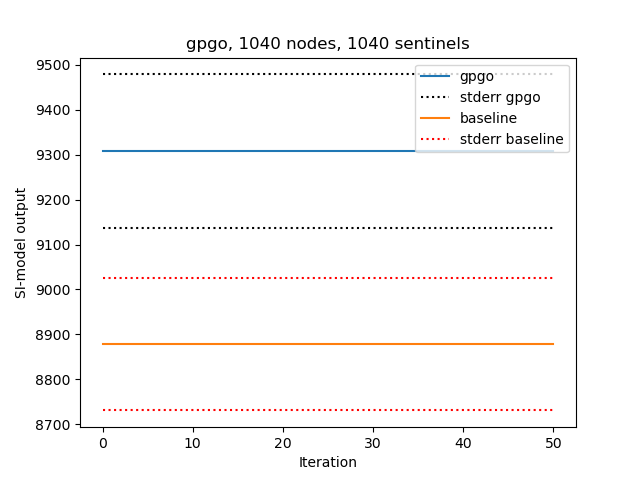 gpgo, 1040 nodes, 1040 sentinels
gpgo
stderr gpgo
baseline
stderr baseline
SI-model output
9500
9400
9300
9200
9100
9000
8900
8800
8700
0 10 20 30 40 50
Iteration